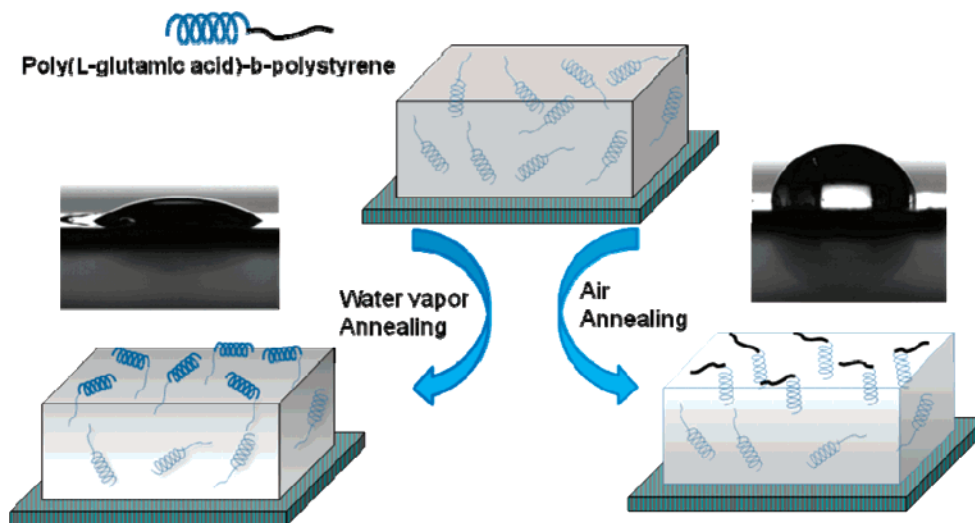 Poly(L-glutamic acid)-b-polystyrene
Water vapor
Annealing
Air
Annealing